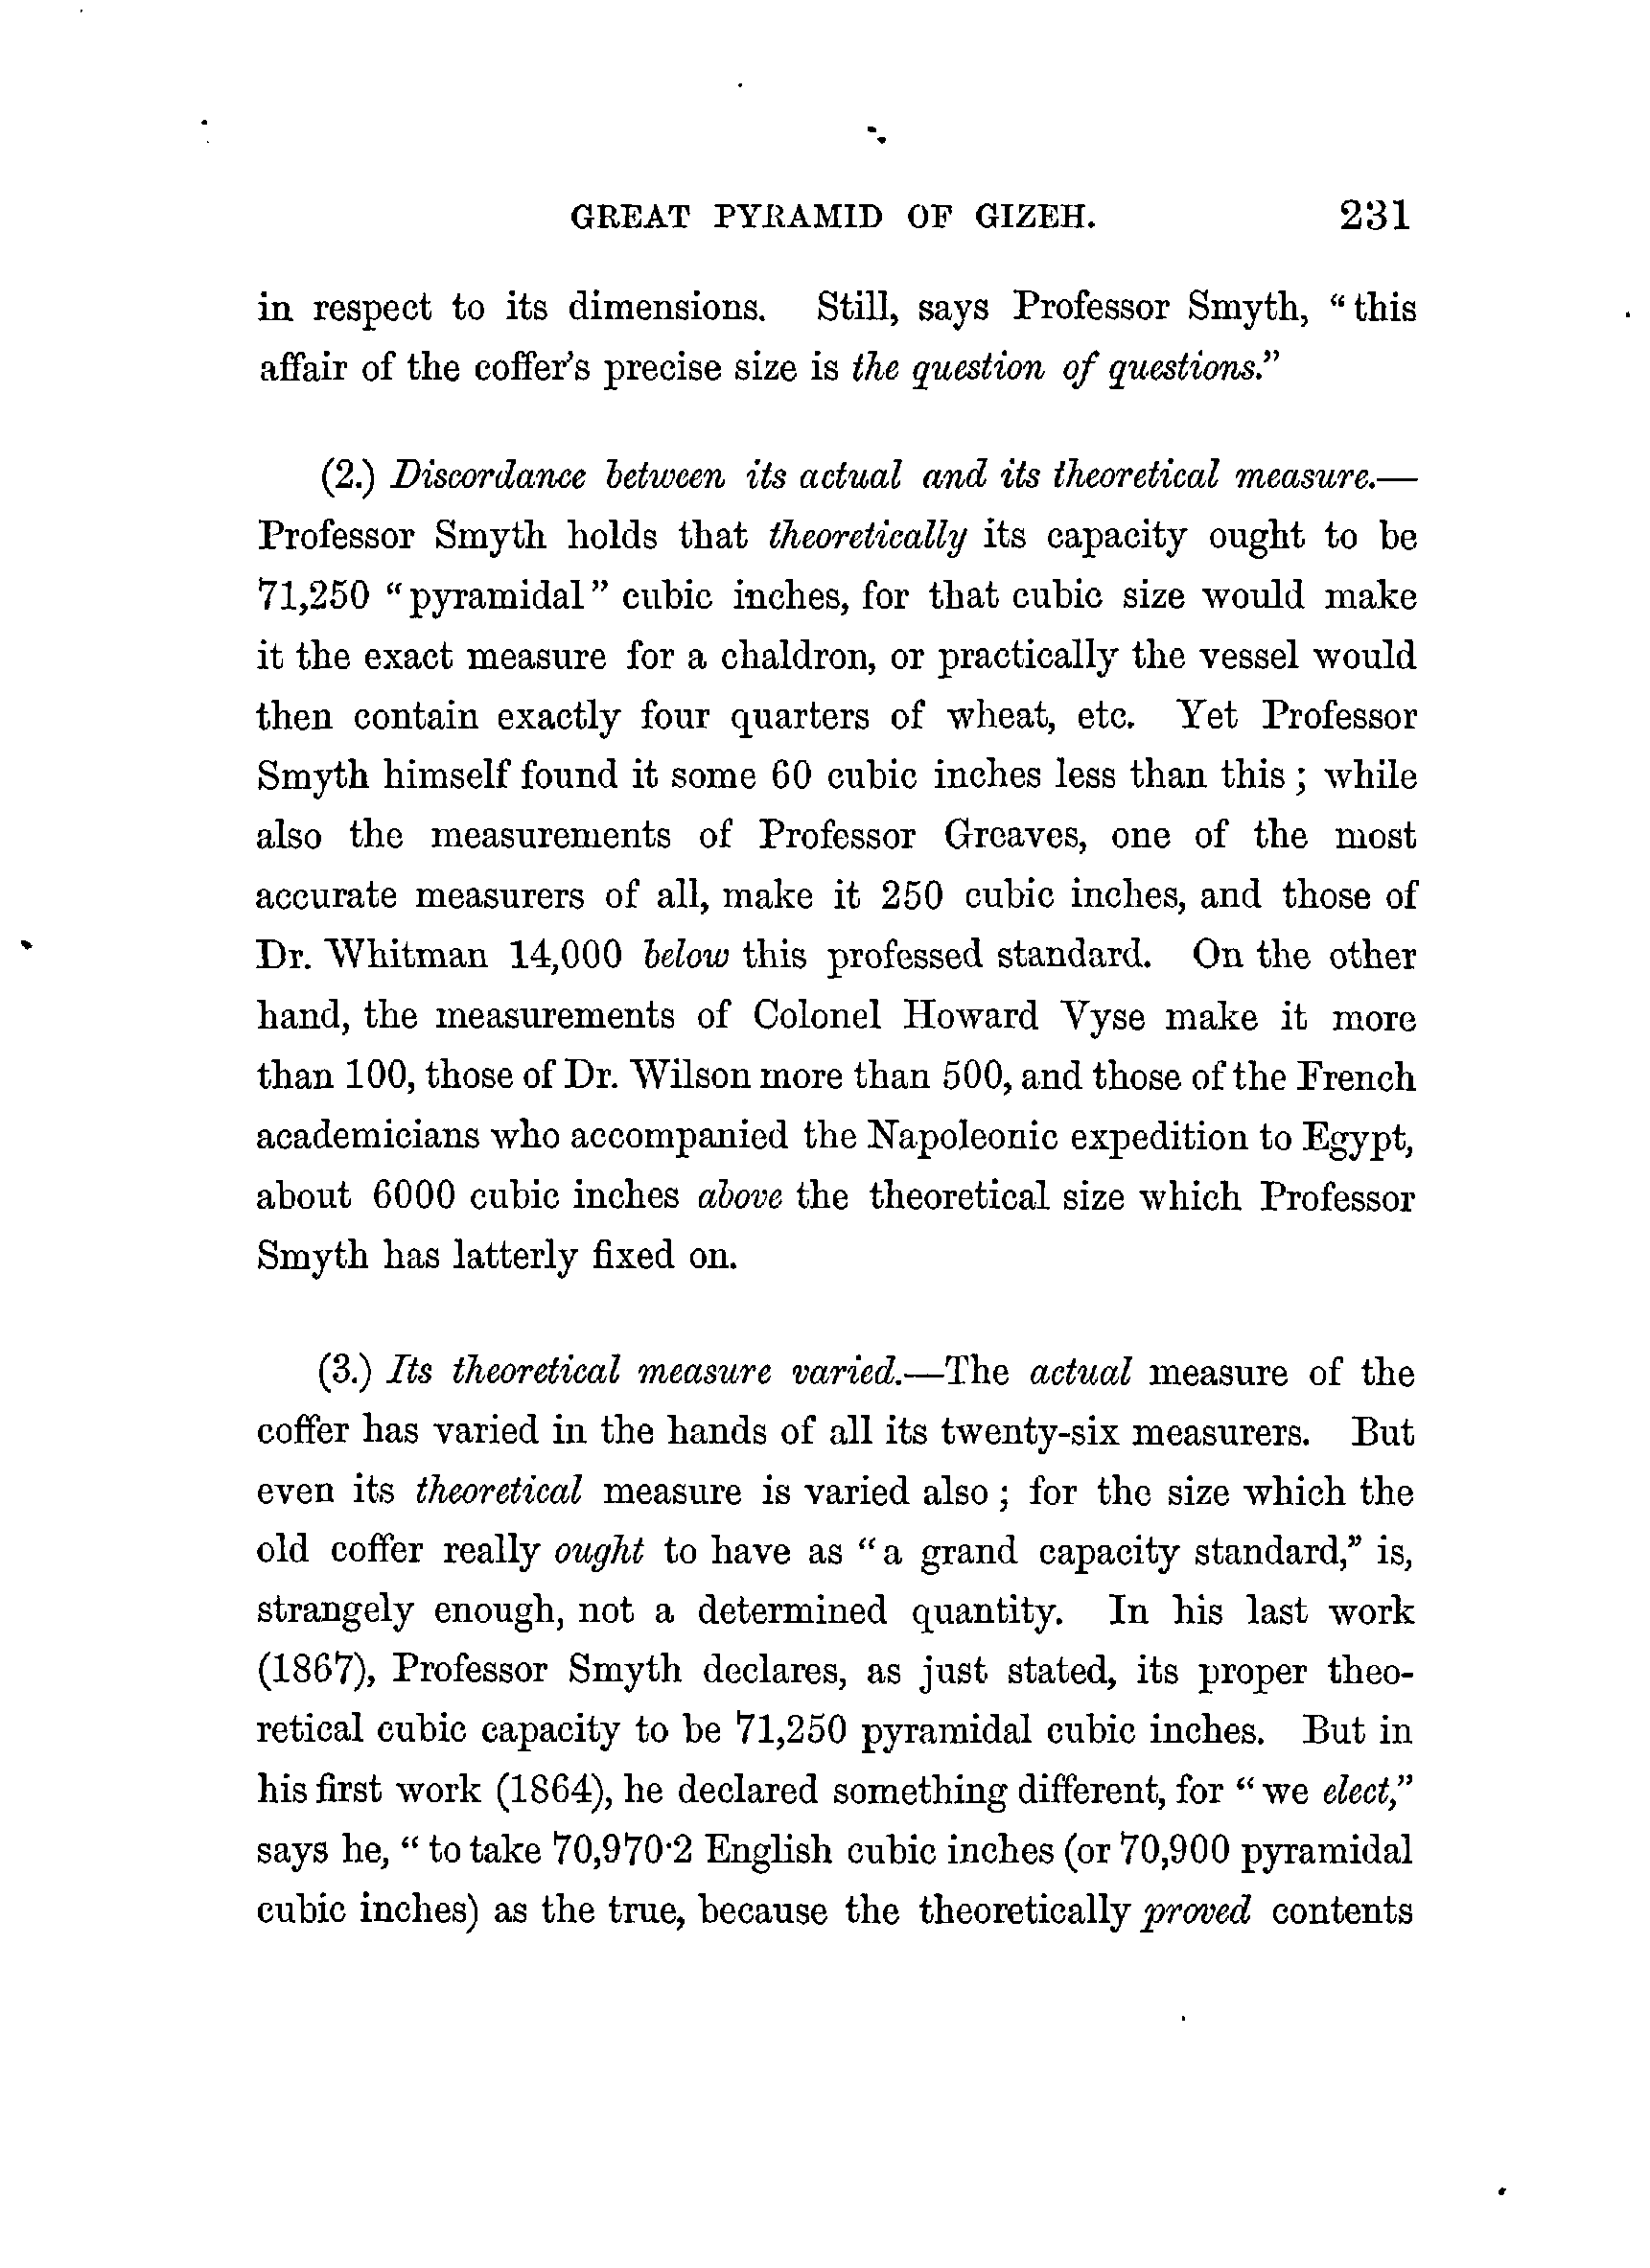 GREAT PYRAMID OF GIZEH. 231
in respect to its dimensions. Still, says Professor Smyth, “this
affair of the coffer’s precise size is the question of questions.”
(2.) Discordance between its actual and its theoretical measure.—
Professor Smyth holds that theoretically its capacity ought to be
71,250 “pyramidal” cubic inches, for that cubic size would make
it the exact measure for a chaldron, or practically the vessel would
then contain exactly four quarters of wheat, etc. Yet Professor
Smyth himself found it some 60 cubic inches less than this; while
also the measurements of Professor Greaves, one of the most
accurate measurers of all, make it 250 cubic inches, and those of
Dr. Whitman 14,000 below this professed standard. On the other
hand, the measurements of Colonel Howard Vyse make it more
than 100, those of Dr. Wilson more than 500, and those of the French
academicians who accompanied the Napoleonic expedition to Egypt,
about 6000 cubic inches above the theoretical size which Professor
Smyth has latterly fixed on.
(3.) Its theoretical measure varied.—The actual measure of the
coffer has varied in the hands of all its twenty-six measurers. But
even its theoretical measure is varied also; for the size which the
old coffer really ought to have as “a grand capacity standard,” is,
strangely enough, not a determined quantity. In his last work
(1867), Professor Smyth declares, as just stated, its proper theo-
retical cubic capacity to be 71,250 pyramidal cubic inches. But in
his first work (1864), he declared something different, for “we elect,”
says he, “to take 70,970·2 English cubic inches (or 70,900 pyramidal
cubic inches) as the true, because the theoretically proved contents